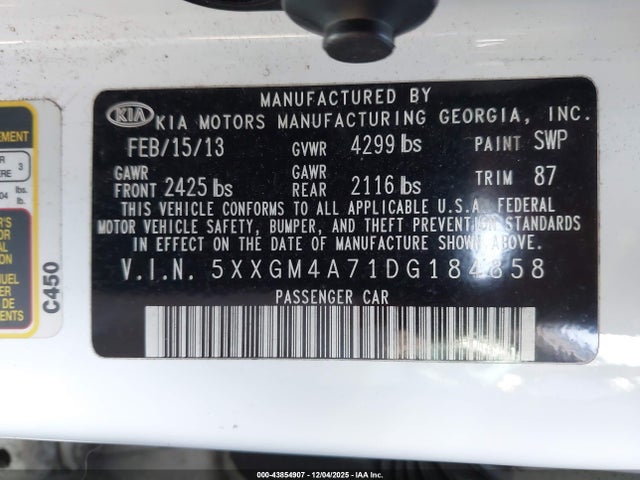 MANUFACTURED BY
KIA KIA MOTORS MANUFACTURING GEORGIA, INC.
FEB/15/13 GVWR 4299 lbs PAINT SWP
GAWR FRONT 2425 lbs GAWR REAR 2116 lbs TRIM 87
THIS VEHICLE CONFORMS TO ALL APPLICABLE U.S.A. FEDERAL
MOTOR VEHICLE SAFETY, BUMPER, AND THEFT PREVENTION STANDARDS
IN EFFECT ON THE DATE OF MANUFACTURE SHOWN ABOVE.
V.I.N. 5XXGM4A71DG184858
PASSENGER CAR
C450
000-43854907 - 12/04/2025 - IAA Inc.